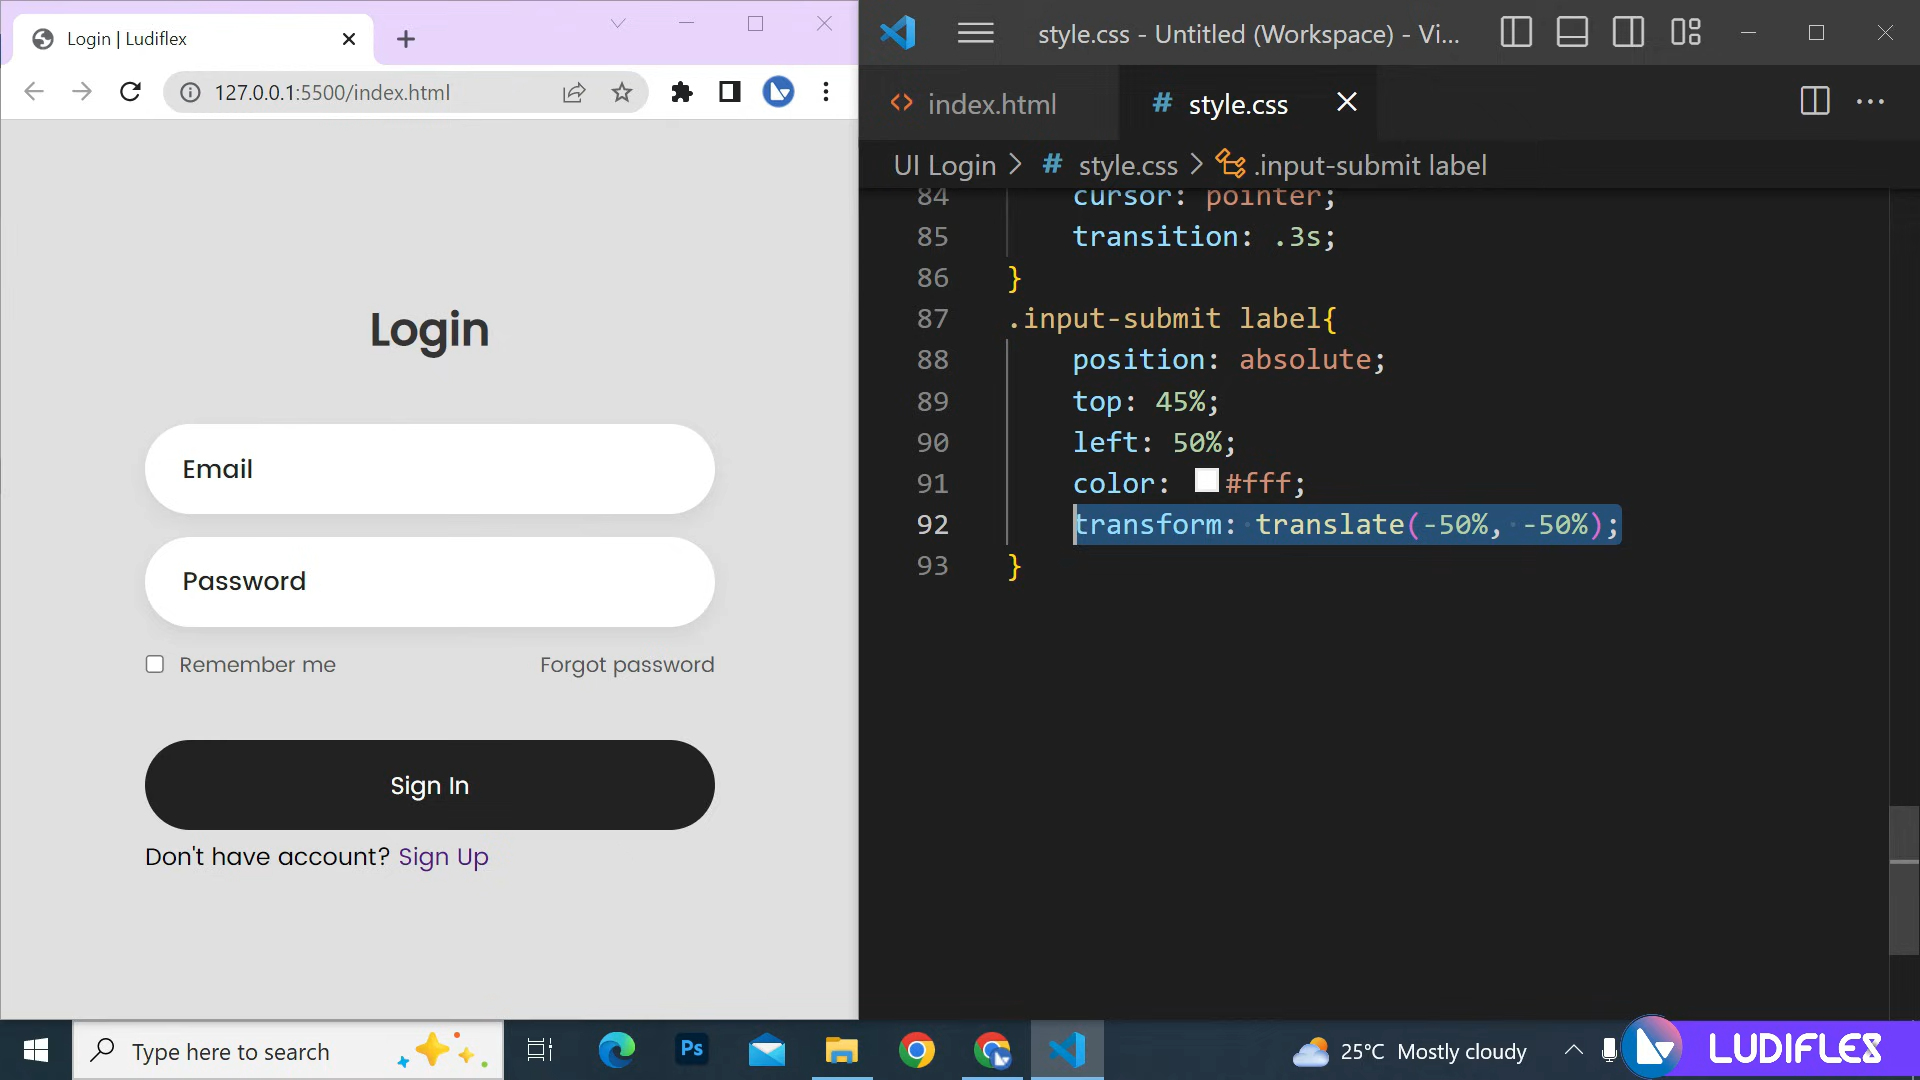 Login | Ludiflex
127.0.0.1:5500/index.html
Login
Email
Password
Remember me
Forgot password
Sign In
Don't have account? Sign Up
style.css - Untitled (Workspace) - Vi...
<> index.html
# style.css
UI Login > # style.css > .input-submit label
84 cursor: pointer;
85 transition: .3s;
86 }
87 .input-submit label{
88 position: absolute;
89 top: 45%;
90 left: 50%;
91 color: #fff;
92 transform: translate(-50%, -50%);
93 }
Type here to search
Ps
25°C Mostly cloudy
LUDIFLEX